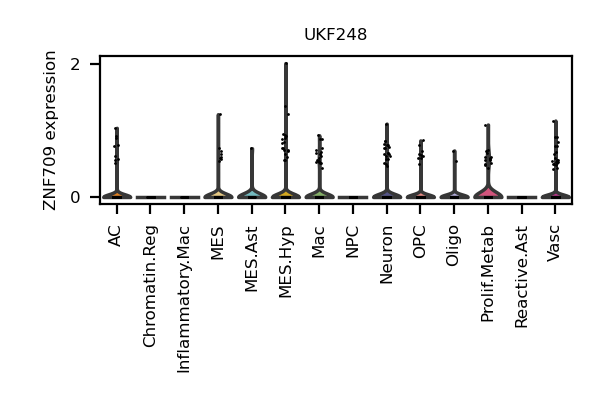 UKF248
ZNF709 expression
2
0
AC
Chromatin.Reg
Inflammatory.Mac
MES
MES.Ast
MES.Hyp
Mac
NPC
Neuron
OPC
Oligo
Prolif.Metab
Reactive.Ast
Vasc